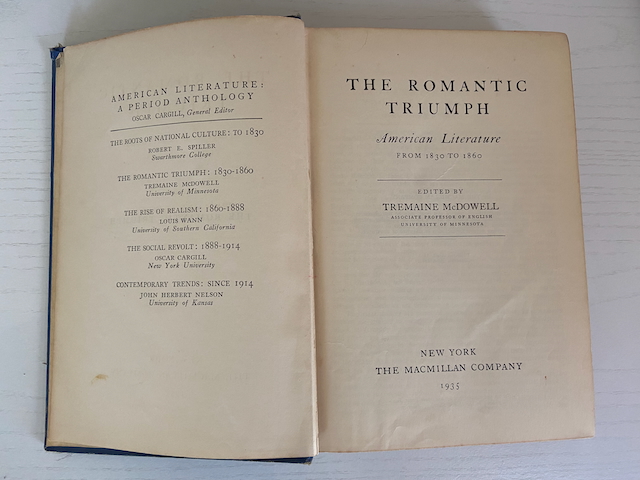 AMERICAN LITERATURE:
A PERIOD ANTHOLOGY
OSCAR CARGILL, General Editor
THE ROOTS OF NATIONAL CULTURE: TO 1830
ROBERT E. SPILLER
Swarthmore College
THE ROMANTIC TRIUMPH: 1830-1860
TREMAINE MCDOWELL
University of Minnesota
THE RISE OF REALISM: 1860-1888
LOUIS WANN
University of Southern California
THE SOCIAL REVOLT: 1888-1914
OSCAR CARGILL
New York University
CONTEMPORARY TRENDS: SINCE 1914
JOHN HERBERT NELSON
University of Kansas
THE ROMANTIC
TRIUMPH
American Literature
FROM 1830 TO 1860
EDITED BY
TREMAINE McDOWELL
ASSOCIATE PROFESSOR OF ENGLISH
UNIVERSITY OF MINNESOTA
NEW YORK
THE MACMILLAN COMPANY
1935